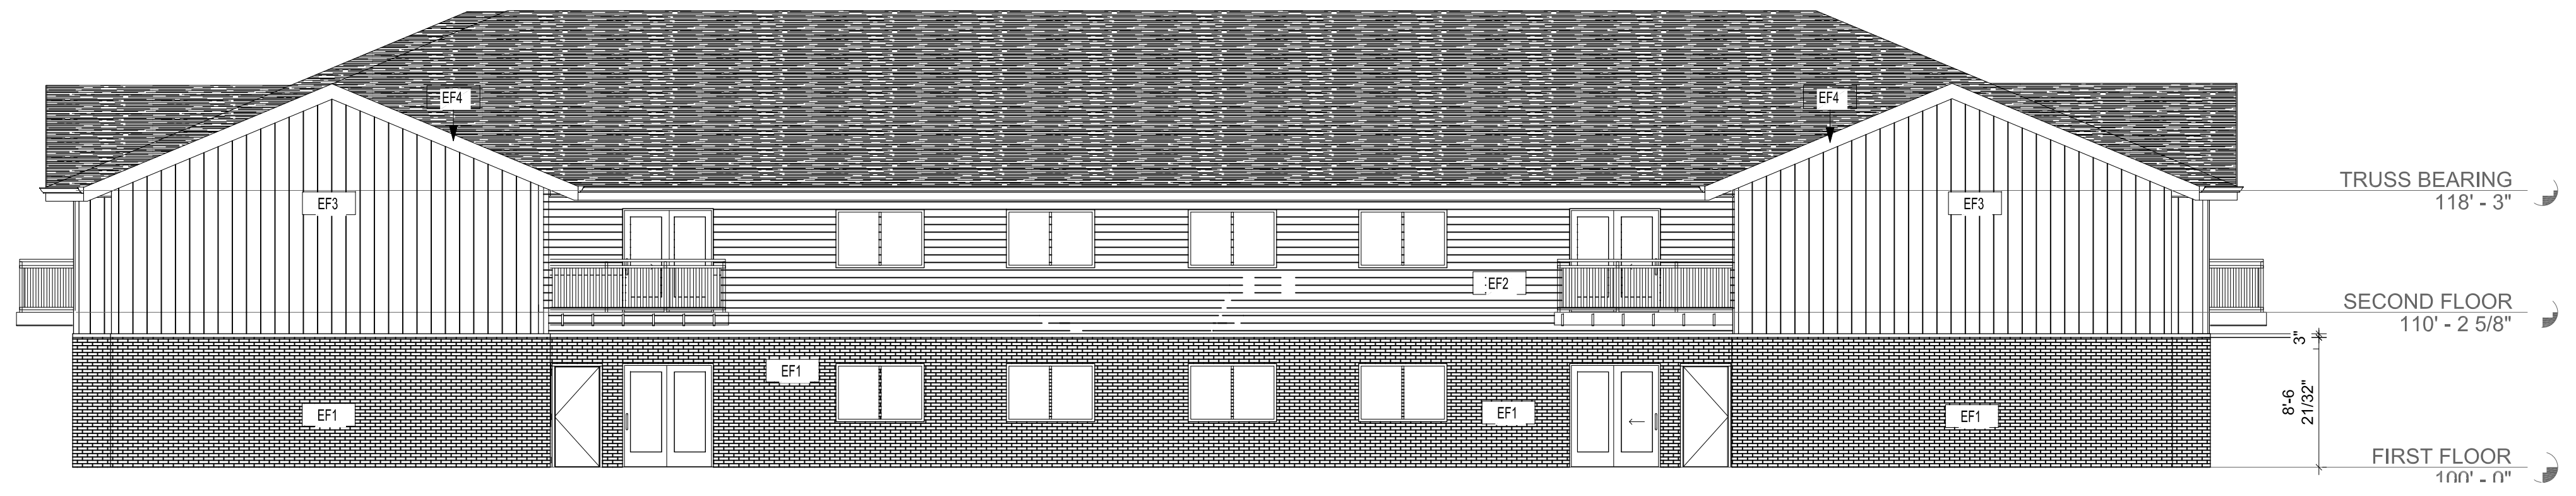 EF4
EF4
EF3
EF3
TRUSS BEARING
118' - 3"
EF2
SECOND FLOOR
110' - 2 5/8"
3"
EF1
EF1
EF1
EF1
8'-6
21/32"
FIRST FLOOR
100' - 0"